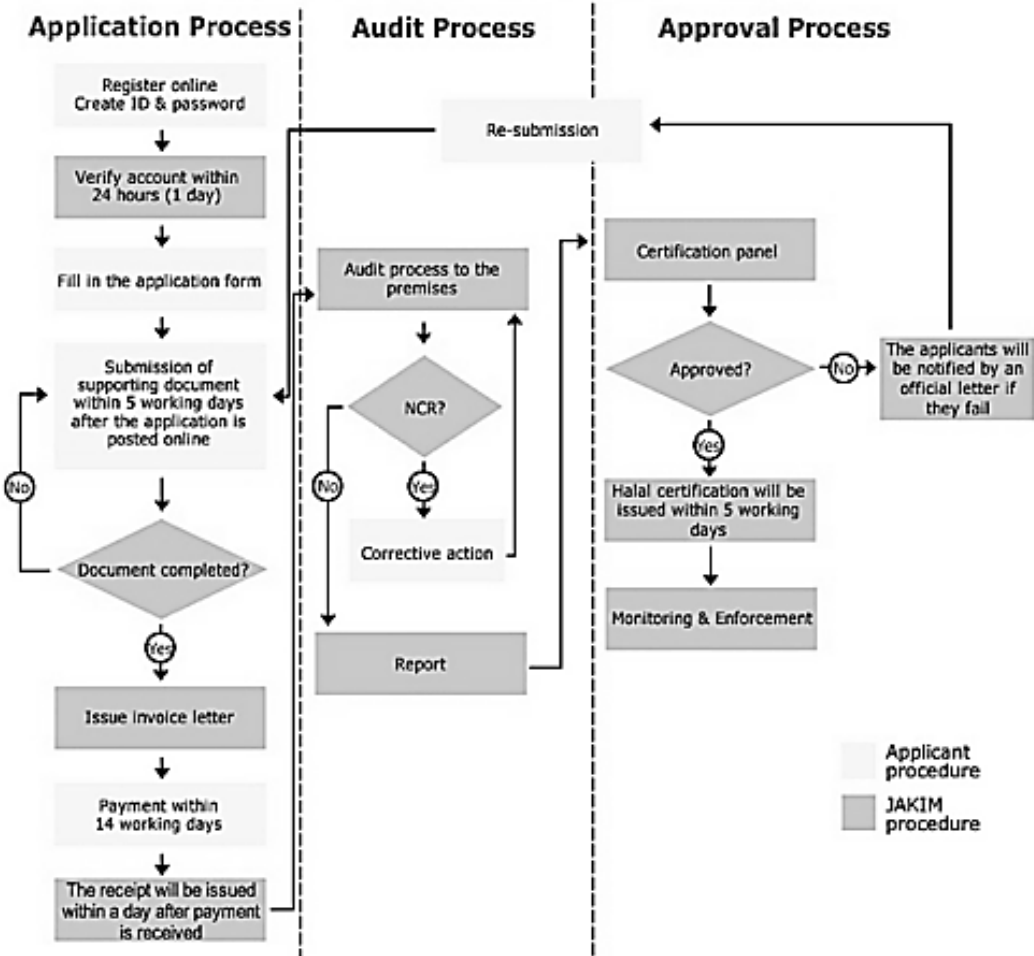 Application Process
Register online
Create ID & password
Verify account within
24 hours (1 day)
Fill in the application form
Submission of
supporting document
within 5 working days
after the application is
posted online
No
Document completed?
Yes
Issue invoice letter
Payment within
14 working days
The receipt will be issued
within a day after payment
is received
Audit Process
Audit process to the
premises
NCR?
No
Yes
Corrective action
Report
Approval Process
Re-submission
Certification panel
Approved?
No
The applicants will
be notified by an
official letter if
they fail
Yes
Halal certification will be
issued within 5 working
days
Monitoring & Enforcement
Applicant
procedure
JAKIM
procedure